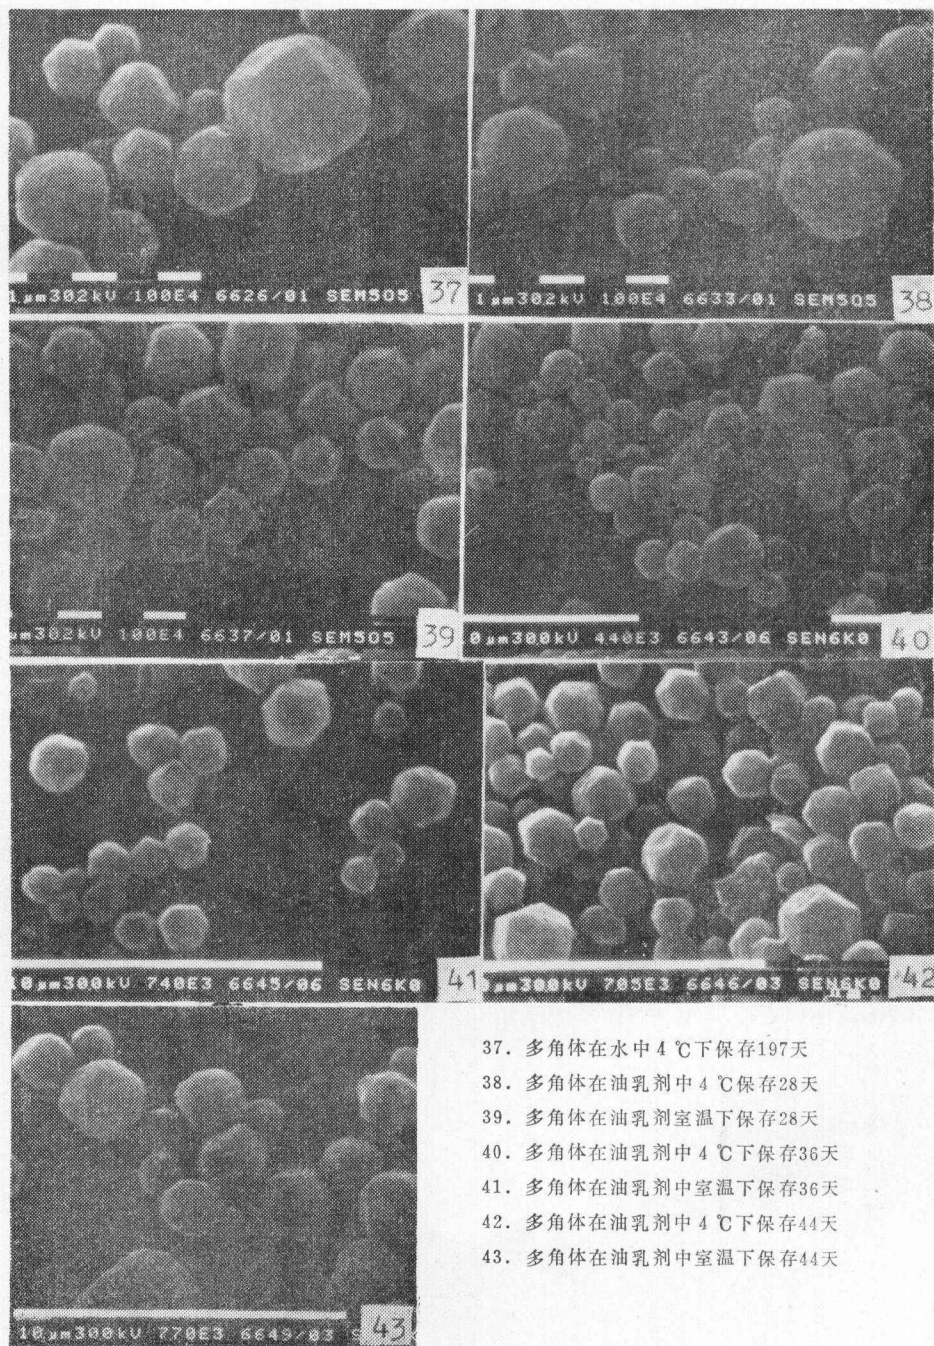 1μm302kV 100E4 6626/01 SEM505 37
1μm302kV 100E4 6633/01 SEM505 38
μm302kV 100E4 6637/01 SEM505 39
0μm300kV 440E3 6643/06 SEN6K0 40
0μm300kV 740E3 6645/06 SEN6K0 41
μm300kV 705E3 6646/03 SEN6K0 42
37. 多角体在水中4℃下保存197天
38. 多角体在油乳剂中4℃保存28天
39. 多角体在油乳剂室温下保存28天
40. 多角体在油乳剂中4℃下保存36天
41. 多角体在油乳剂中室温下保存36天
42. 多角体在油乳剂中4℃下保存44天
43. 多角体在油乳剂中室温下保存44天
10μm300kV 770E3 6649/03 S 43